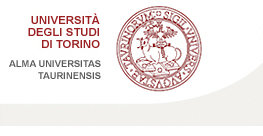 UNIVERSITÀ
DEGLI STUDI
DI TORINO
ALMA UNIVERSITAS
TAURINENSIS